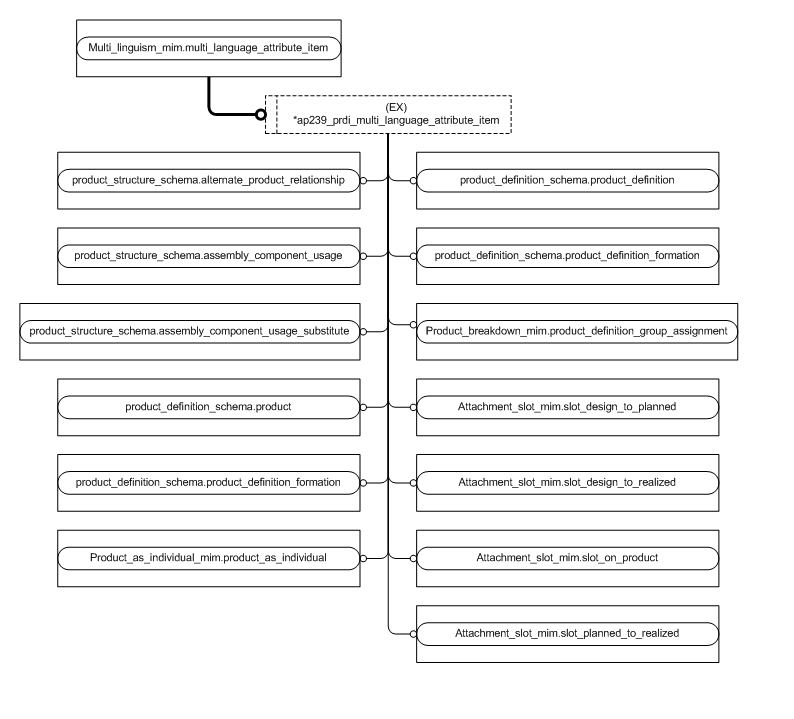 Multi_linguism_mim.multi_language_attribute_item
(EX)
*ap239_prdi_multi_language_attribute_item
product_structure_schema.alternate_product_relationship
product_definition_schema.product_definition
product_structure_schema.assembly_component_usage
product_definition_schema.product_definition_formation
product_structure_schema.assembly_component_usage_substitute
Product_breakdown_mim.product_definition_group_assignment
product_definition_schema.product
Attachment_slot_mim.slot_design_to_planned
product_definition_schema.product_definition_formation
Attachment_slot_mim.slot_design_to_realized
Product_as_individual_mim.product_as_individual
Attachment_slot_mim.slot_on_product
Attachment_slot_mim.slot_planned_to_realized